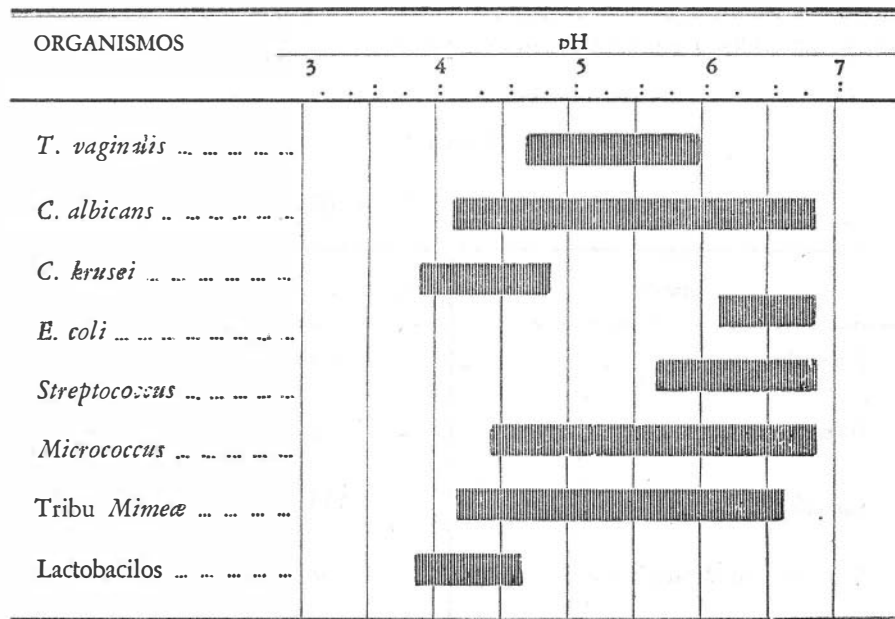 ORGANISMOS
pH
3 4 5 6 7
T. vaginalis ... ... ... ... ...
C. albicans .. ... ... ... ... ...
C. krusei ... ... ... ... ... ...
E. coli ... ... ... ... ... ... ...
Streptococcus ... ... ... ... ...
Micrococcus ... ... ... ... ...
Tribu Mimeæ ... ... ... ...
Lactobacilos ... ... ... ... ...